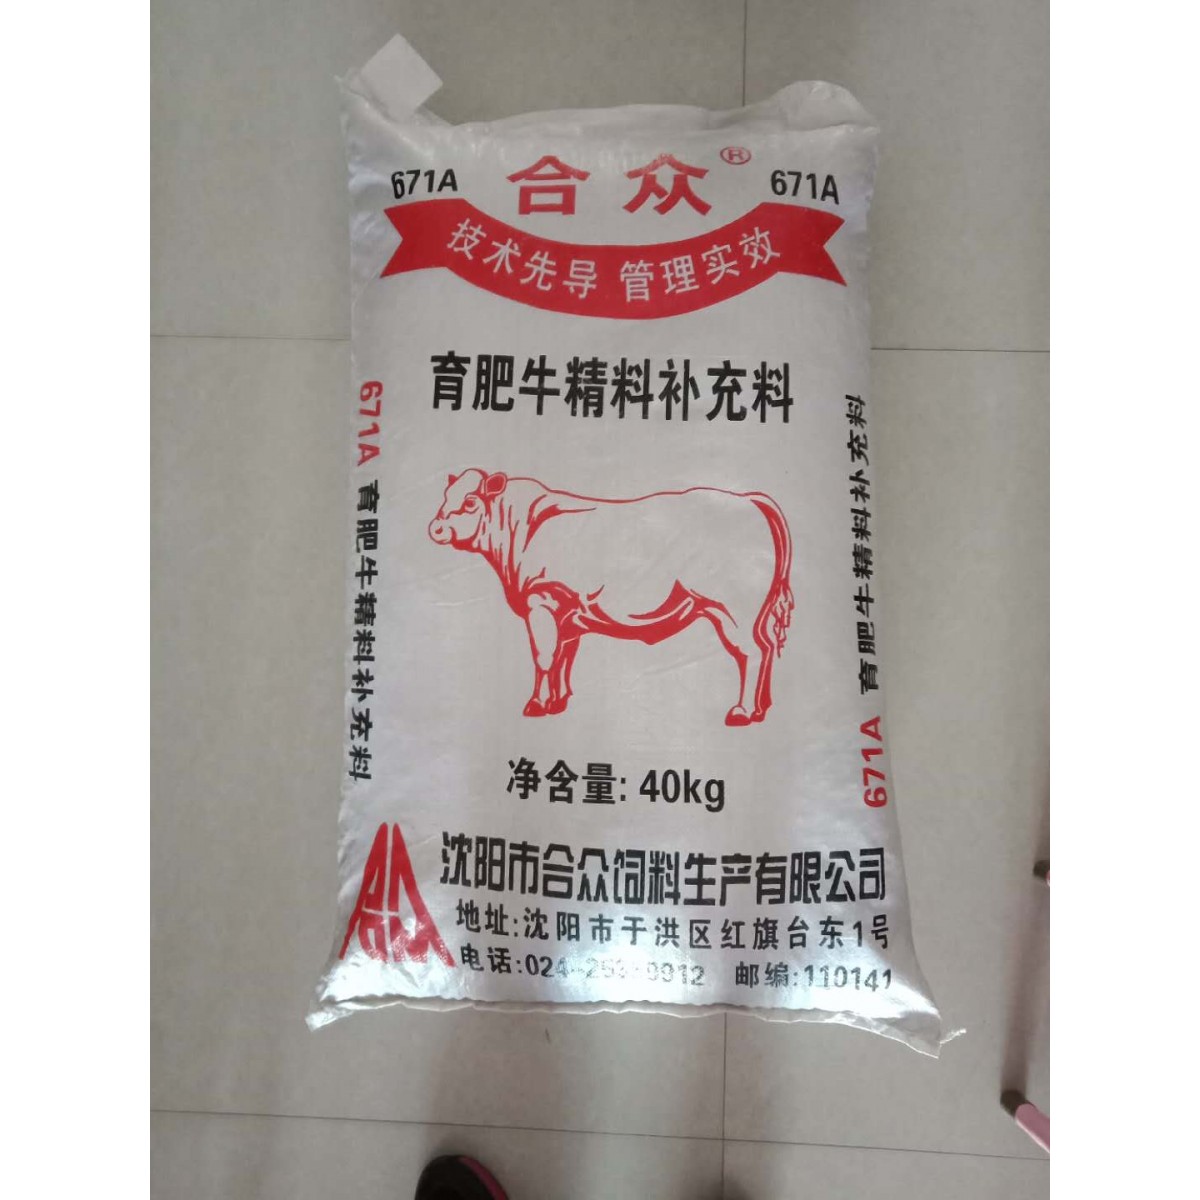 671A 合众® 671A
技术先导 管理实效
育肥牛精料补充料
671A 育肥牛精料补充料
671A 育肥牛精料补充料
净含量: 40kg
沈阳市合众饲料生产有限公司
地址:沈阳市于洪区红旗台东1号
电话:024- 邮编:110141